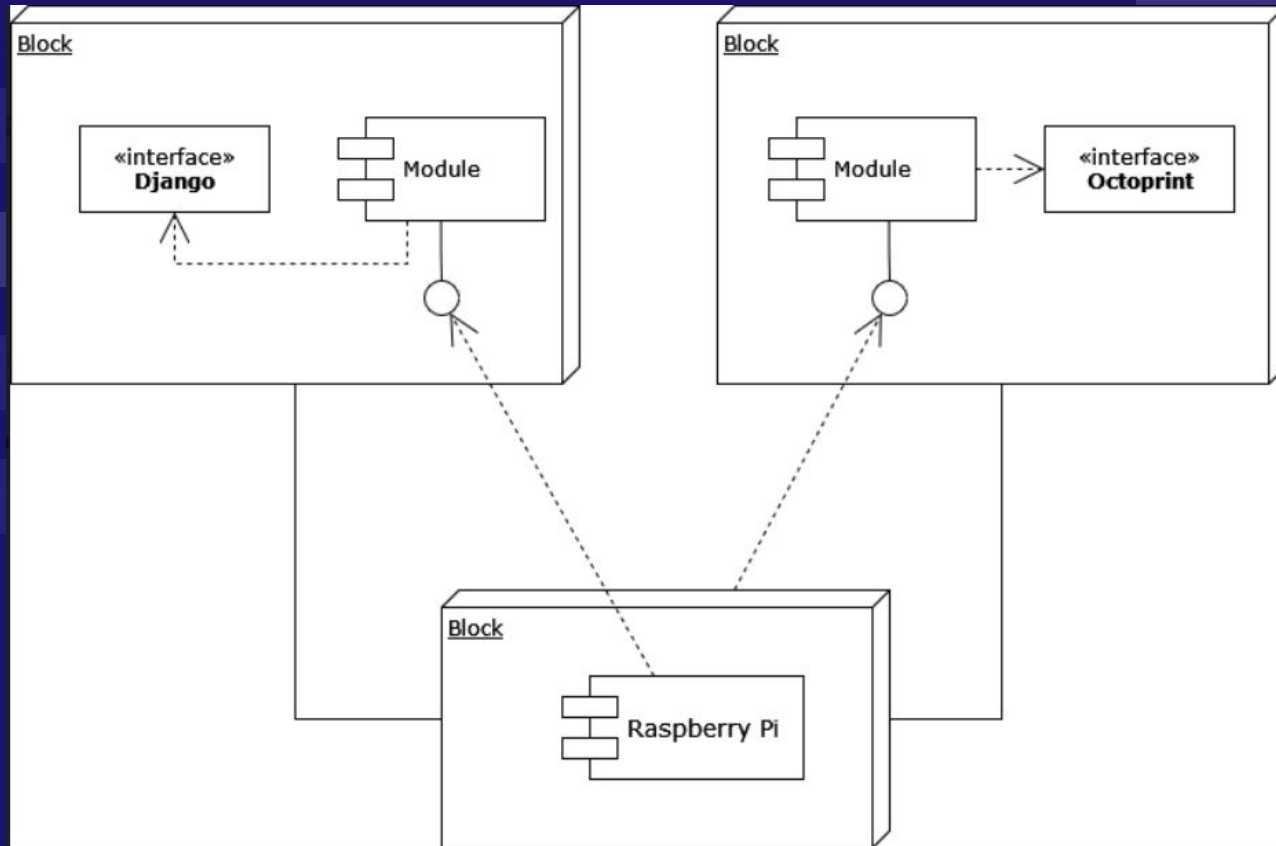 Block
«interface»
Django
Module
Block
Module
«interface»
Octoprint
Block
Raspberry Pi